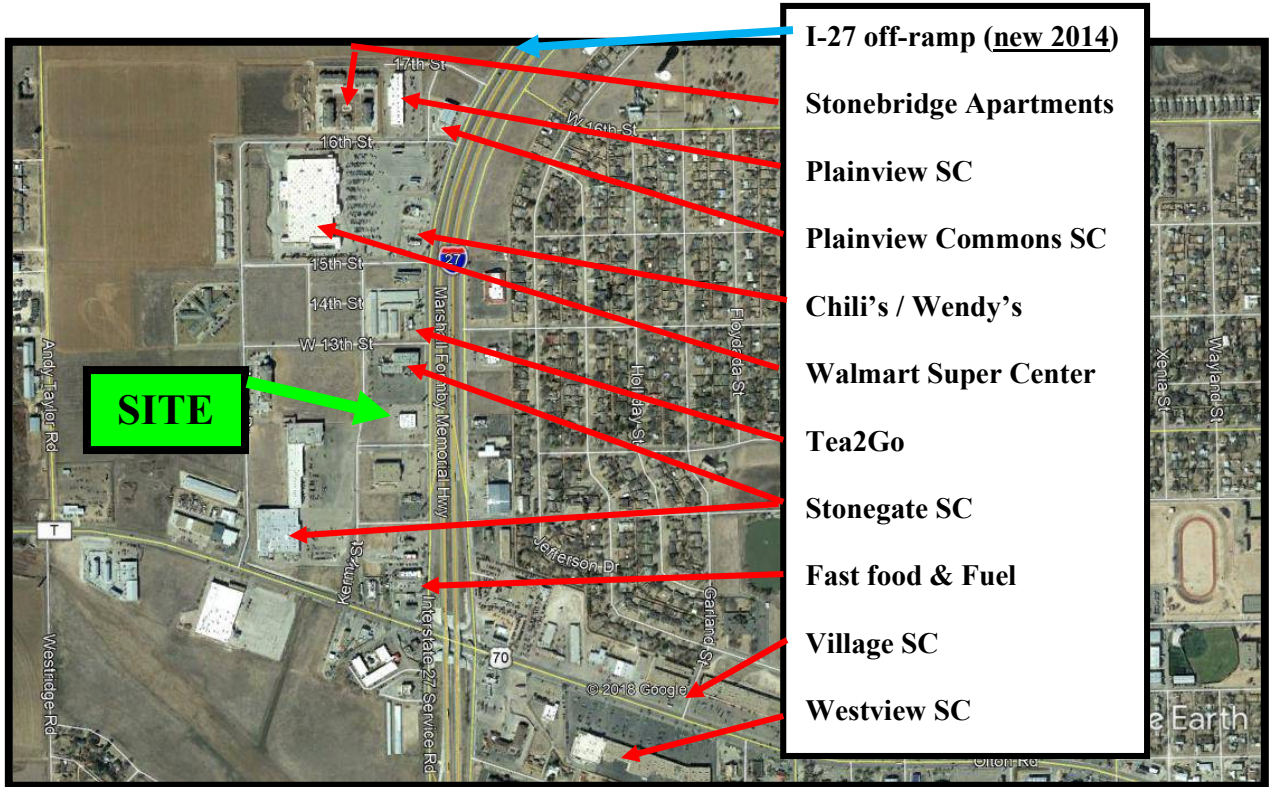 I-27 off-ramp (new 2014)
Stonebridge Apartments
Plainview SC
Plainview Commons SC
Chili's / Wendy's
Walmart Super Center
Tea2Go
Stonegate SC
Fast food & Fuel
Village SC
Westview SC
SITE
17th St
16th St
W 16th St
15th St
27
14th St
W 13th St
Marshall Formby Memorial Hwy
Andy Taylor Rd
Holliday St
Floydada St
Xenia St
Wayland St
T
Kermit St
Jefferson Dr
Garland St
Interstate 27 Service Rd
70
Westridge Rd
© 2018 Google
e Earth
Olton Rd